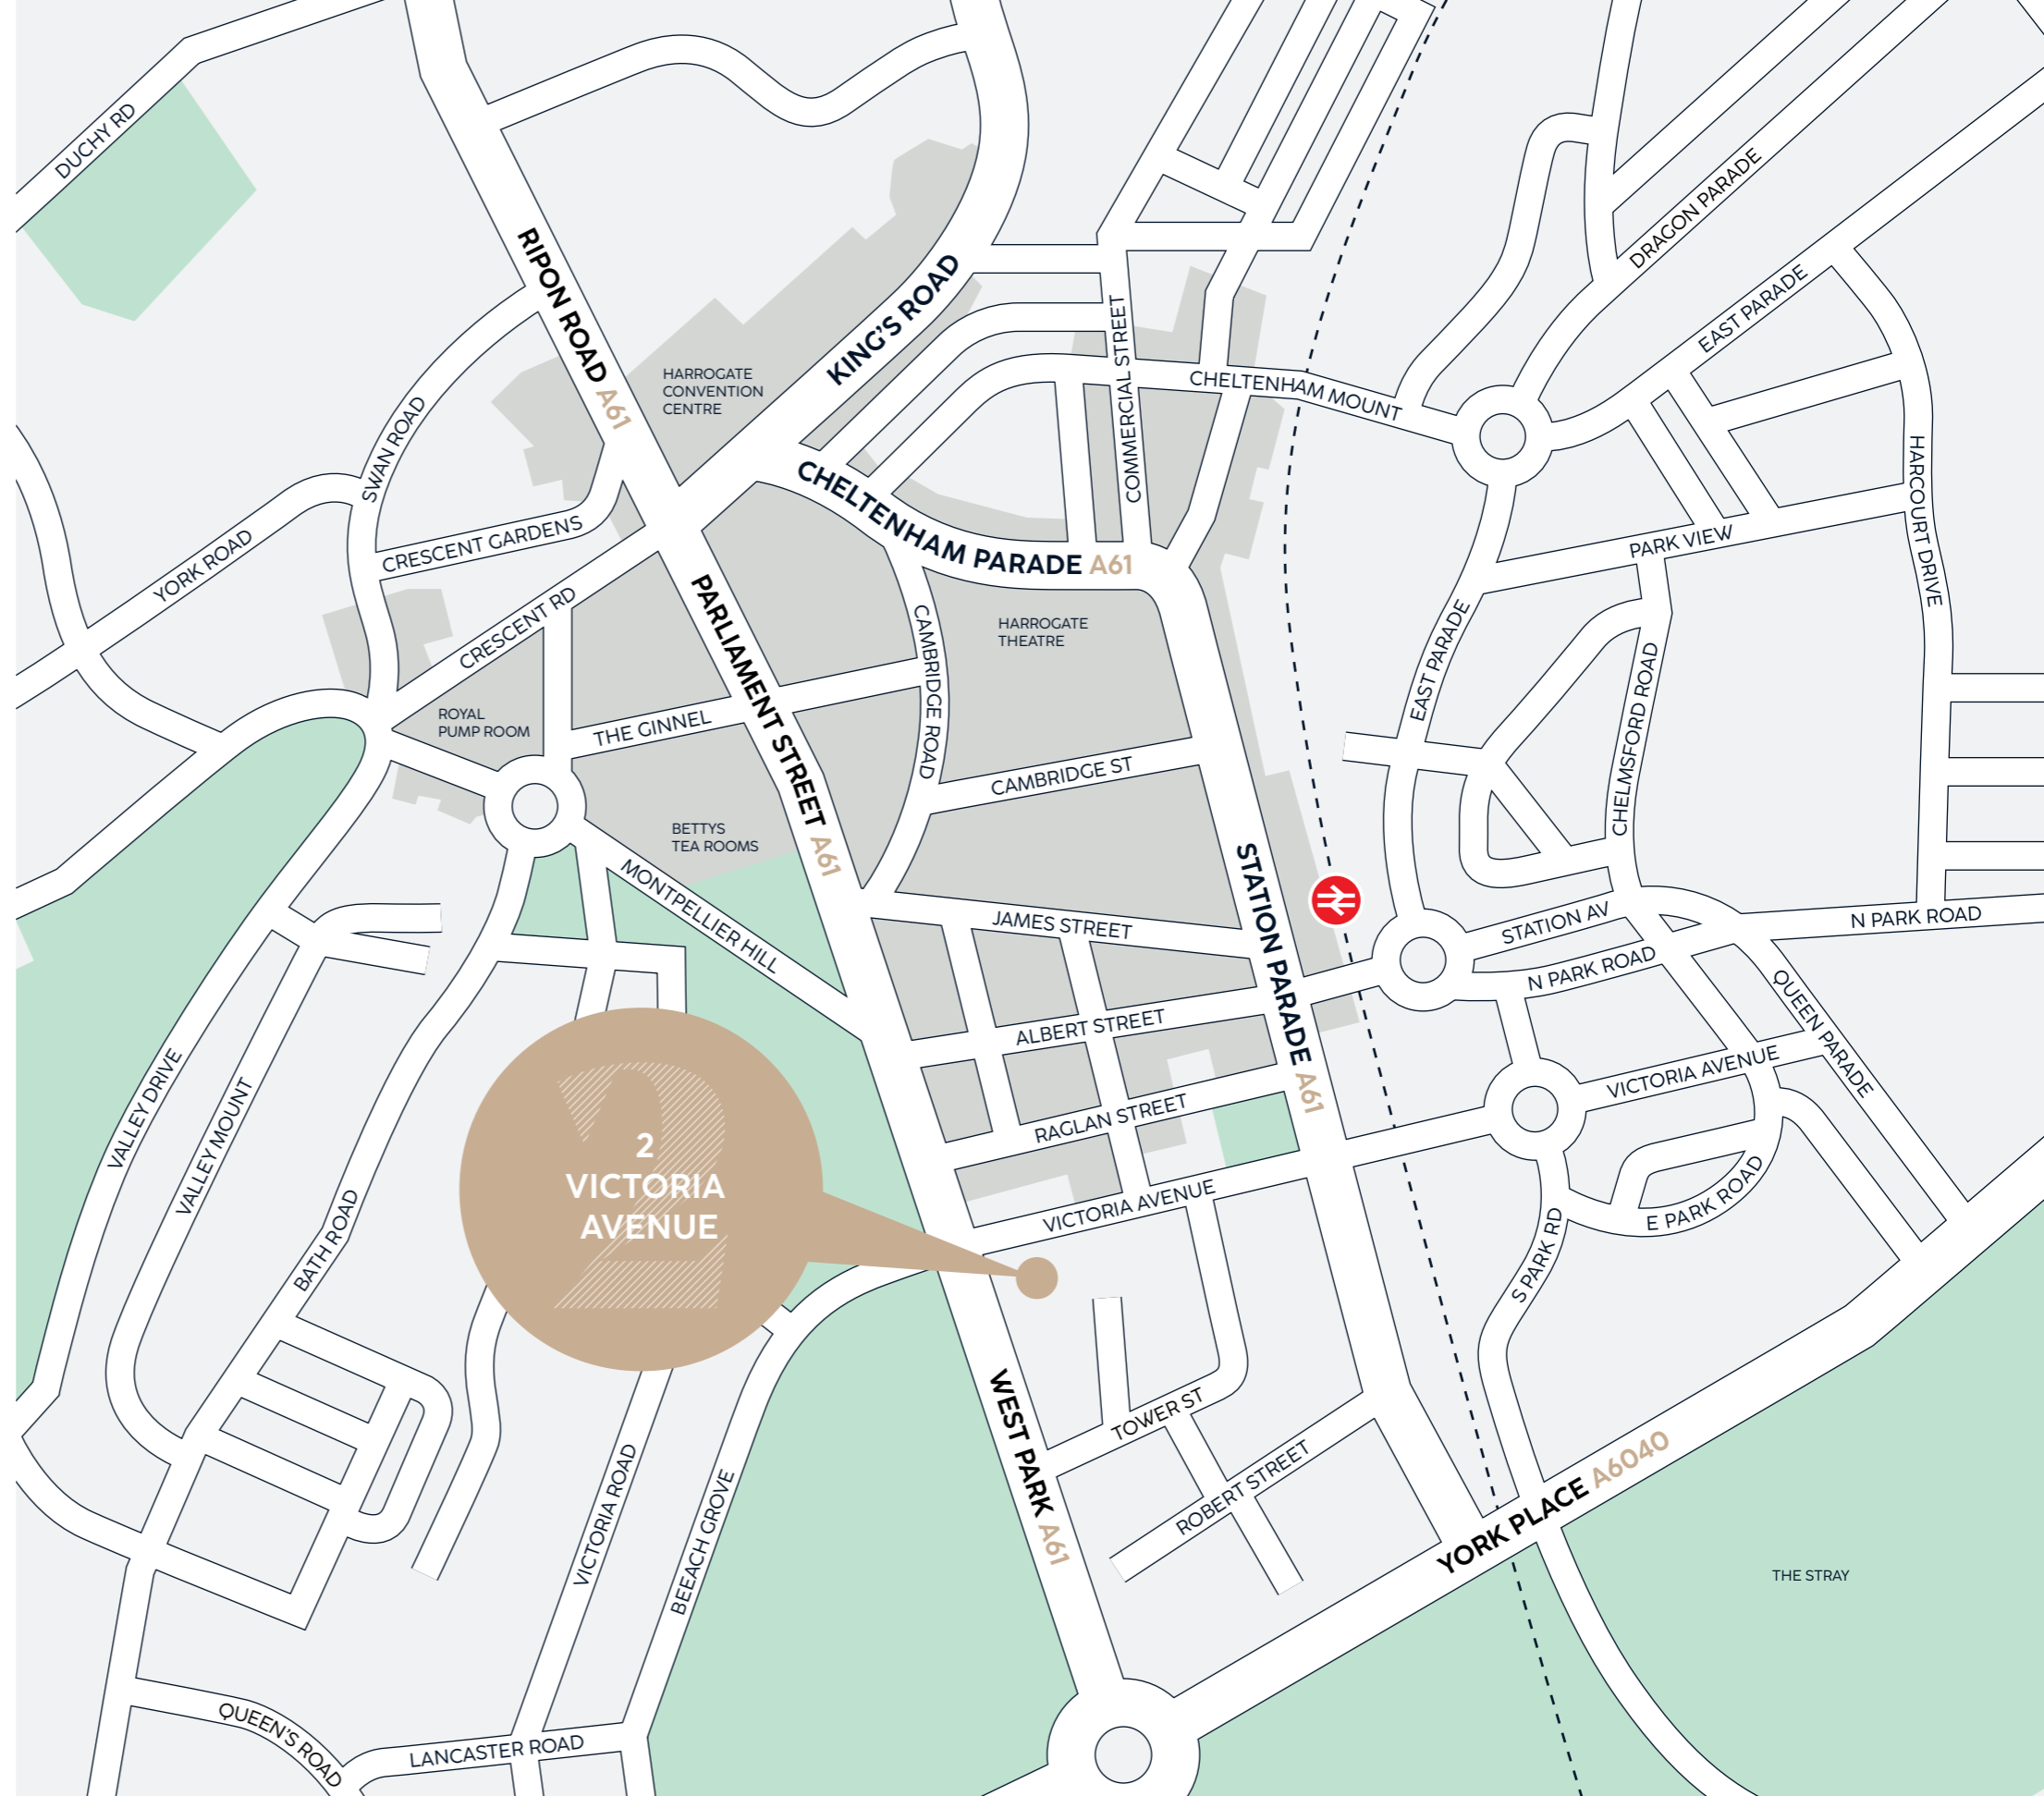 DUCHY RD
RIPON ROAD A61
KING'S ROAD
DRAGON PARADE
EAST PARADE
HARROGATE
CONVENTION
CENTRE
COMMERCIAL STREET
CHELTENHAM MOUNT
SWAN ROAD
CRESCENT GARDENS
YORK ROAD
CHELTENHAM PARADE A61
PARK VIEW
HARCOURT DRIVE
CRESCENT RD
PARLIAMENT STREET A61
CAMBRIDGE ROAD
HARROGATE
THEATRE
EAST PARADE
CHELMSFORD ROAD
ROYAL
PUMP ROOM
THE GINNEL
CAMBRIDGE ST
BETTYS
TEA ROOMS
MONTPELLIER HILL
JAMES STREET
STATION PARADE A61
STATION AV
N PARK ROAD
N PARK ROAD
QUEEN PARADE
ALBERT STREET
VICTORIA AVENUE
RAGLAN STREET
VALLEY DRIVE
VALLEY MOUNT
BATH ROAD
2
2
VICTORIA
AVENUE
VICTORIA AVENUE
E PARK ROAD
S PARK RD
WEST PARK A61
TOWER ST
ROBERT STREET
YORK PLACE A6040
VICTORIA ROAD
BEECH GROVE
THE STRAY
QUEEN'S ROAD
LANCASTER ROAD